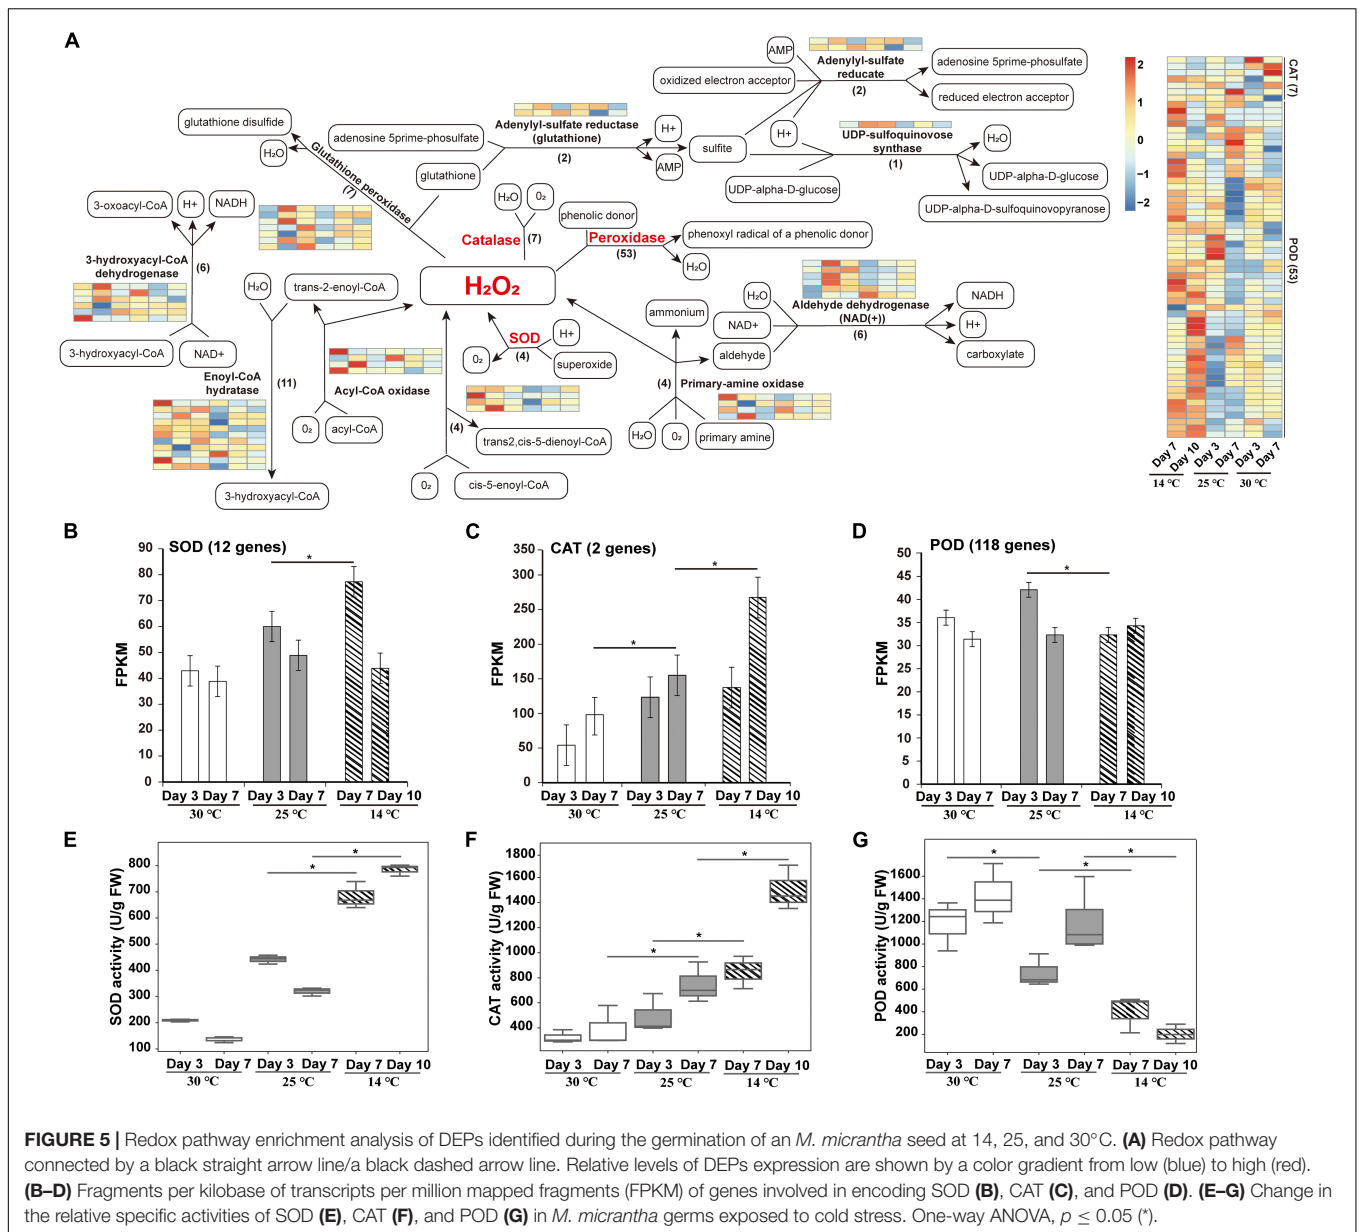 A
glutathione disulfide
H₂O
Glutathione peroxidase
(7)
adenosine 5prime-phosulfate
glutathione
Adenylyl-sulfate reductase
(glutathione)
(2)
H+
AMP
sulfite
AMP
oxidized electron acceptor
H+
Adenylyl-sulfate
reducate
(2)
adenosine 5prime-phosulfate
reduced electron acceptor
UDP-sulfoquinovose
synthase
(1)
UDP-alpha-D-glucose
H₂O
UDP-alpha-D-glucose
UDP-alpha-D-sulfoquinovopyranose
3-oxoacyl-CoA
H+
NADH
3-hydroxyacyl-CoA
dehydrogenase
(6)
3-hydroxyacyl-CoA
NAD+
H₂O
trans-2-enoyl-CoA
Enoyl-CoA
hydratase
(11)
3-hydroxyacyl-CoA
Acyl-CoA oxidase
0₂
acyl-CoA
H₂O
0₂
Catalase
(7)
phenolic donor
Peroxidase
(53)
phenoxyl radical of a phenolic donor
H₂O
H₂O₂
SOD
(4)
0₂
H+
superoxide
(4)
trans2,cis-5-dienoyl-CoA
0₂
cis-5-enoyl-CoA
ammonium
aldehyde
(4)
Primary-amine oxidase
H₂O
0₂
primary amine
H₂O
NAD+
Aldehyde dehydrogenase
(NAD(+))
(6)
NADH
H+
carboxylate
2
1
0
−1
−2
CAT (7)
POD (53)
Day 7
Day 10
Day 3
Day 7
Day 3
Day 7
14 °C
25 °C
30 °C
B
SOD (12 genes)
*
FPKM
90
80
70
60
50
40
30
20
10
0
Day 3 Day 7 Day 3 Day 7 Day 7 Day 10
30 °C 25 °C 14 °C
C
CAT (2 genes)
*
*
FPKM
350
300
250
200
150
100
50
0
Day 3 Day 7 Day 3 Day 7 Day 7 Day 10
30 °C 25 °C 14 °C
D
POD (118 genes)
*
FPKM
50
45
40
35
30
25
20
15
10
5
0
Day 3 Day 7 Day 3 Day 7 Day 7 Day 10
30 °C 25 °C 14 °C
E
SOD activity (U/g FW)
800
700
600
400
300
200
100
*
*
Day 3 Day 7 Day 3 Day 7 Day 7 Day 10
30 °C 25 °C 14 °C
F
CAT activity (U/g FW)
1800
1600
1400
1000
800
600
400
*
*
*
Day 3 Day 7 Day 3 Day 7 Day 7 Day 10
30 °C 25 °C 14 °C
G
POD activity (U/g FW)
1600
1400
1200
1000
800
600
400
200
*
*
*
Day 3 Day 7 Day 3 Day 7 Day 7 Day 10
30 °C 25 °C 14 °C
FIGURE 5 | Redox pathway enrichment analysis of DEPs identified during the germination of an M. micrantha seed at 14, 25, and 30°C. (A) Redox pathway
connected by a black straight arrow line/a black dashed arrow line. Relative levels of DEPs expression are shown by a color gradient from low (blue) to high (red).
(B–D) Fragments per kilobase of transcripts per million mapped fragments (FPKM) of genes involved in encoding SOD (B), CAT (C), and POD (D). (E–G) Change in
the relative specific activities of SOD (E), CAT (F), and POD (G) in M. micrantha germs exposed to cold stress. One-way ANOVA, p ≤ 0.05 (*).